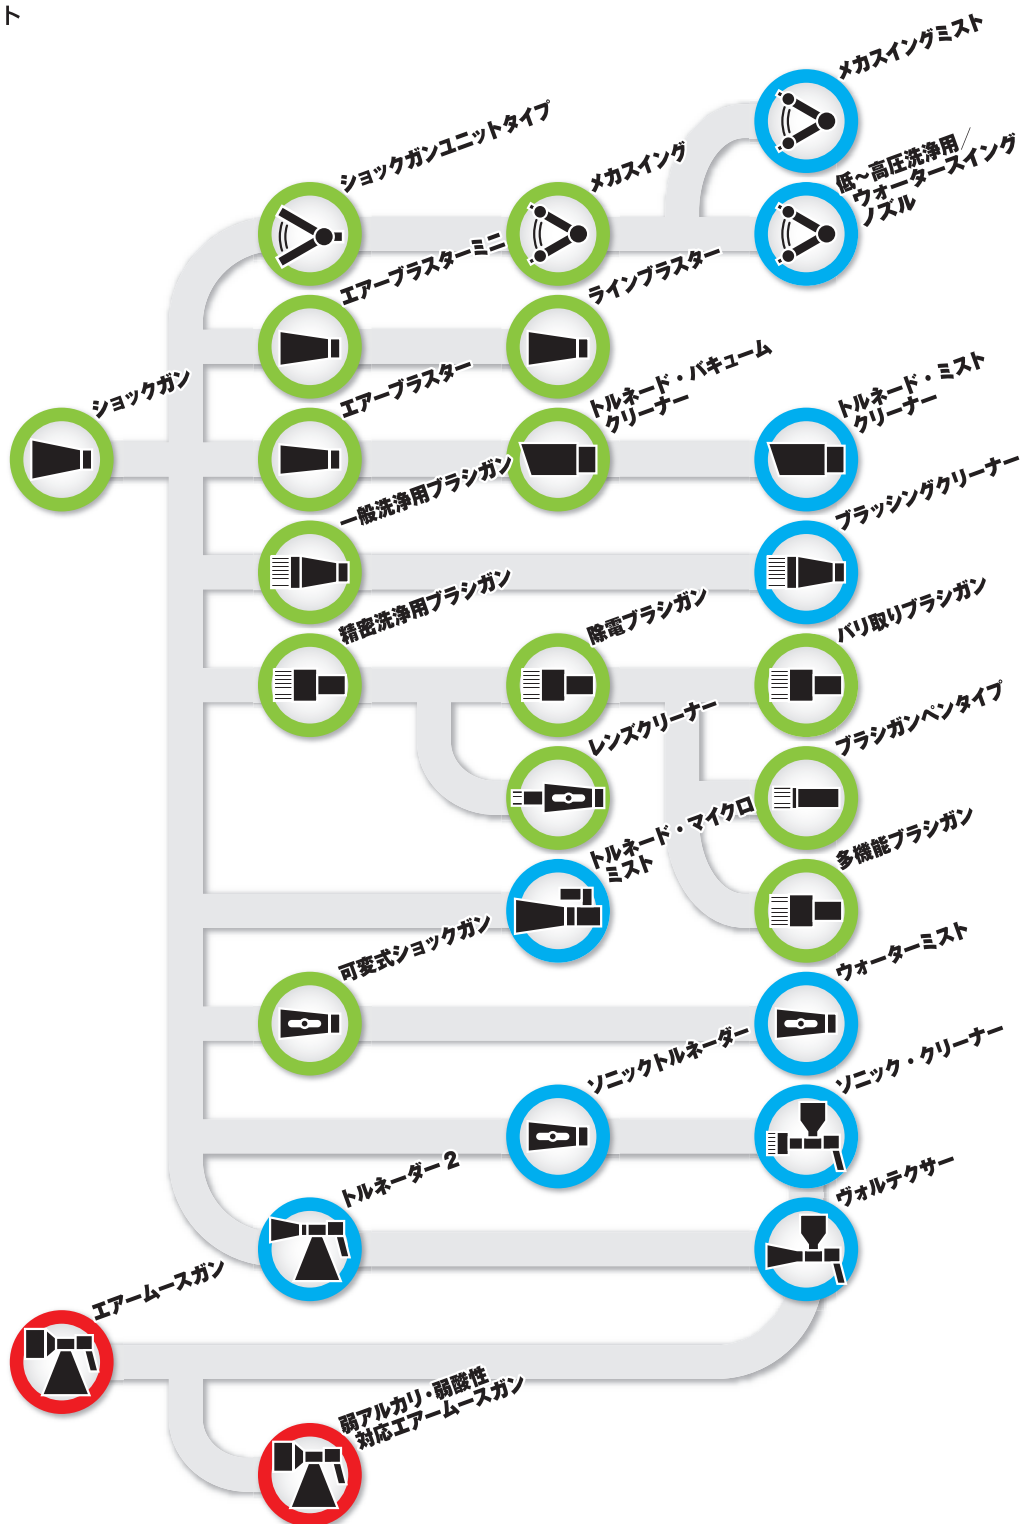 ト
メカスイングミスト
ショックガンユニットタイプ
メカスイング
低～高圧洗浄用/
ウォータースイング
ノズル
エアーブラスターミニ
ラインブラスター
ショックガン
エアーブラスター
トルネード・バキューム
クリーナー
トルネード・ミスト
クリーナー
一般洗浄用ブラシガン
ブラッシングクリーナー
精密洗浄用ブラシガン
除電ブラシガン
バリ取りブラシガン
レンズクリーナー
ブラシガンペンタイプ
トルネード・マイクロ
ミスト
多機能ブラシガン
可変式ショックガン
ウォーターミスト
ソニックトルネーダー
ソニック・クリーナー
トルネーダー 2
ヴォルテクサー
エアームースガン
弱アルカリ・弱酸性
対応エアームースガン